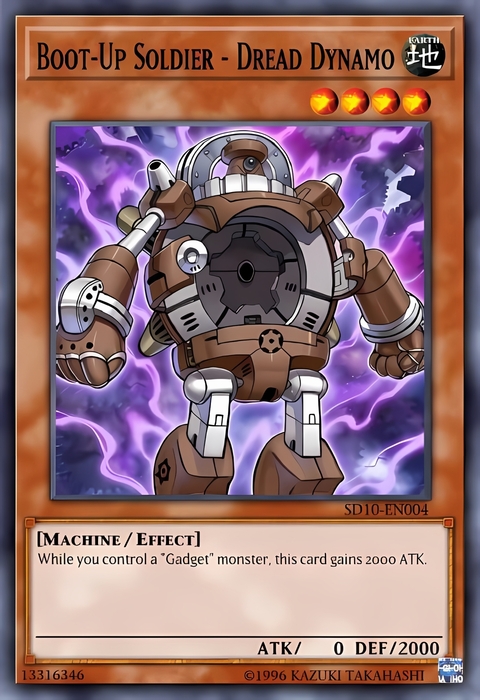 BOOT-UP SOLDIER - DREAD DYNAMO
EARTH
地
SD10-EN004
[MACHINE / EFFECT]
While you control a "Gadget" monster, this card gains 2000 ATK.
ATK/ 0 DEF/2000
13316346
©1996 KAZUKI TAKAHASHI